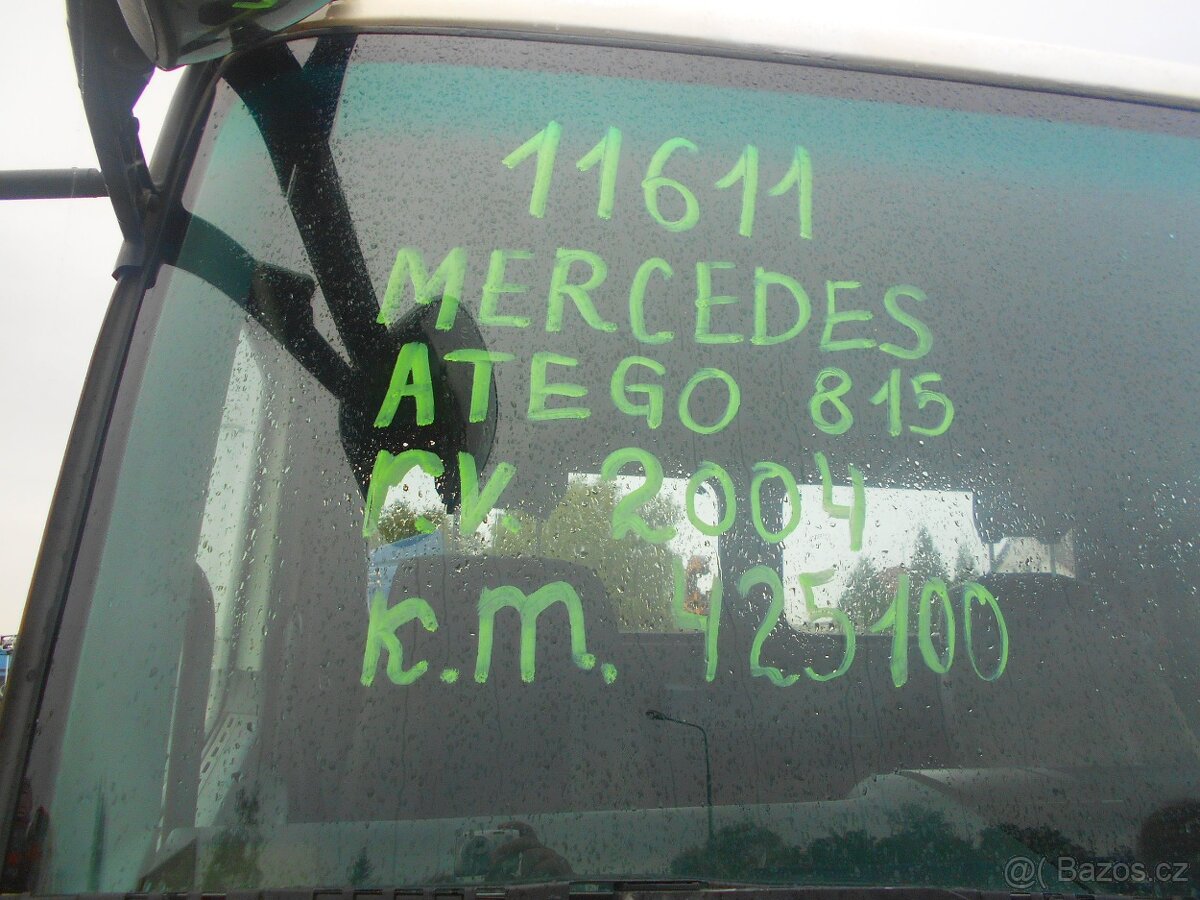 11611
MERCEDES
ATEGO 815
r.v. 2004
k.m. 425100
@( Bazos.cz